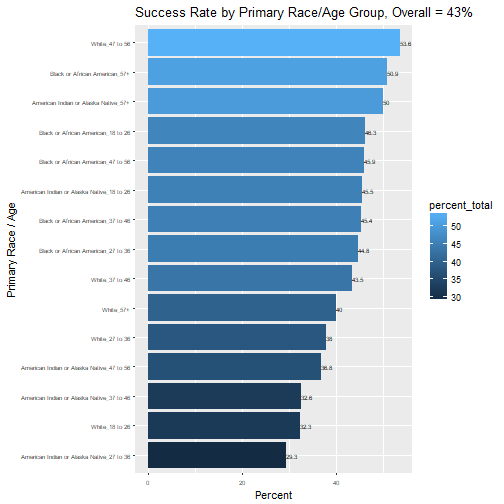 Success Rate by Primary Race/Age Group, Overall = 43%
Primary Race / Age
White_47 to 56 53.6
Black or African American_57+ 50.9
American Indian or Alaska Native_57+ 50
Black or African American_18 to 26 46.3
Black or African American_47 to 56 45.9
American Indian or Alaska Native_18 to 26 45.5
Black or African American_37 to 46 45.4
Black or African American_27 to 36 44.8
White_37 to 46 43.5
White_57+ 40
White_27 to 36 38
American Indian or Alaska Native_47 to 56 36.8
American Indian or Alaska Native_37 to 46 32.6
White_18 to 26 32.3
American Indian or Alaska Native_27 to 36 29.3
0 40
Percent
percent_total
50
45
40
35
30